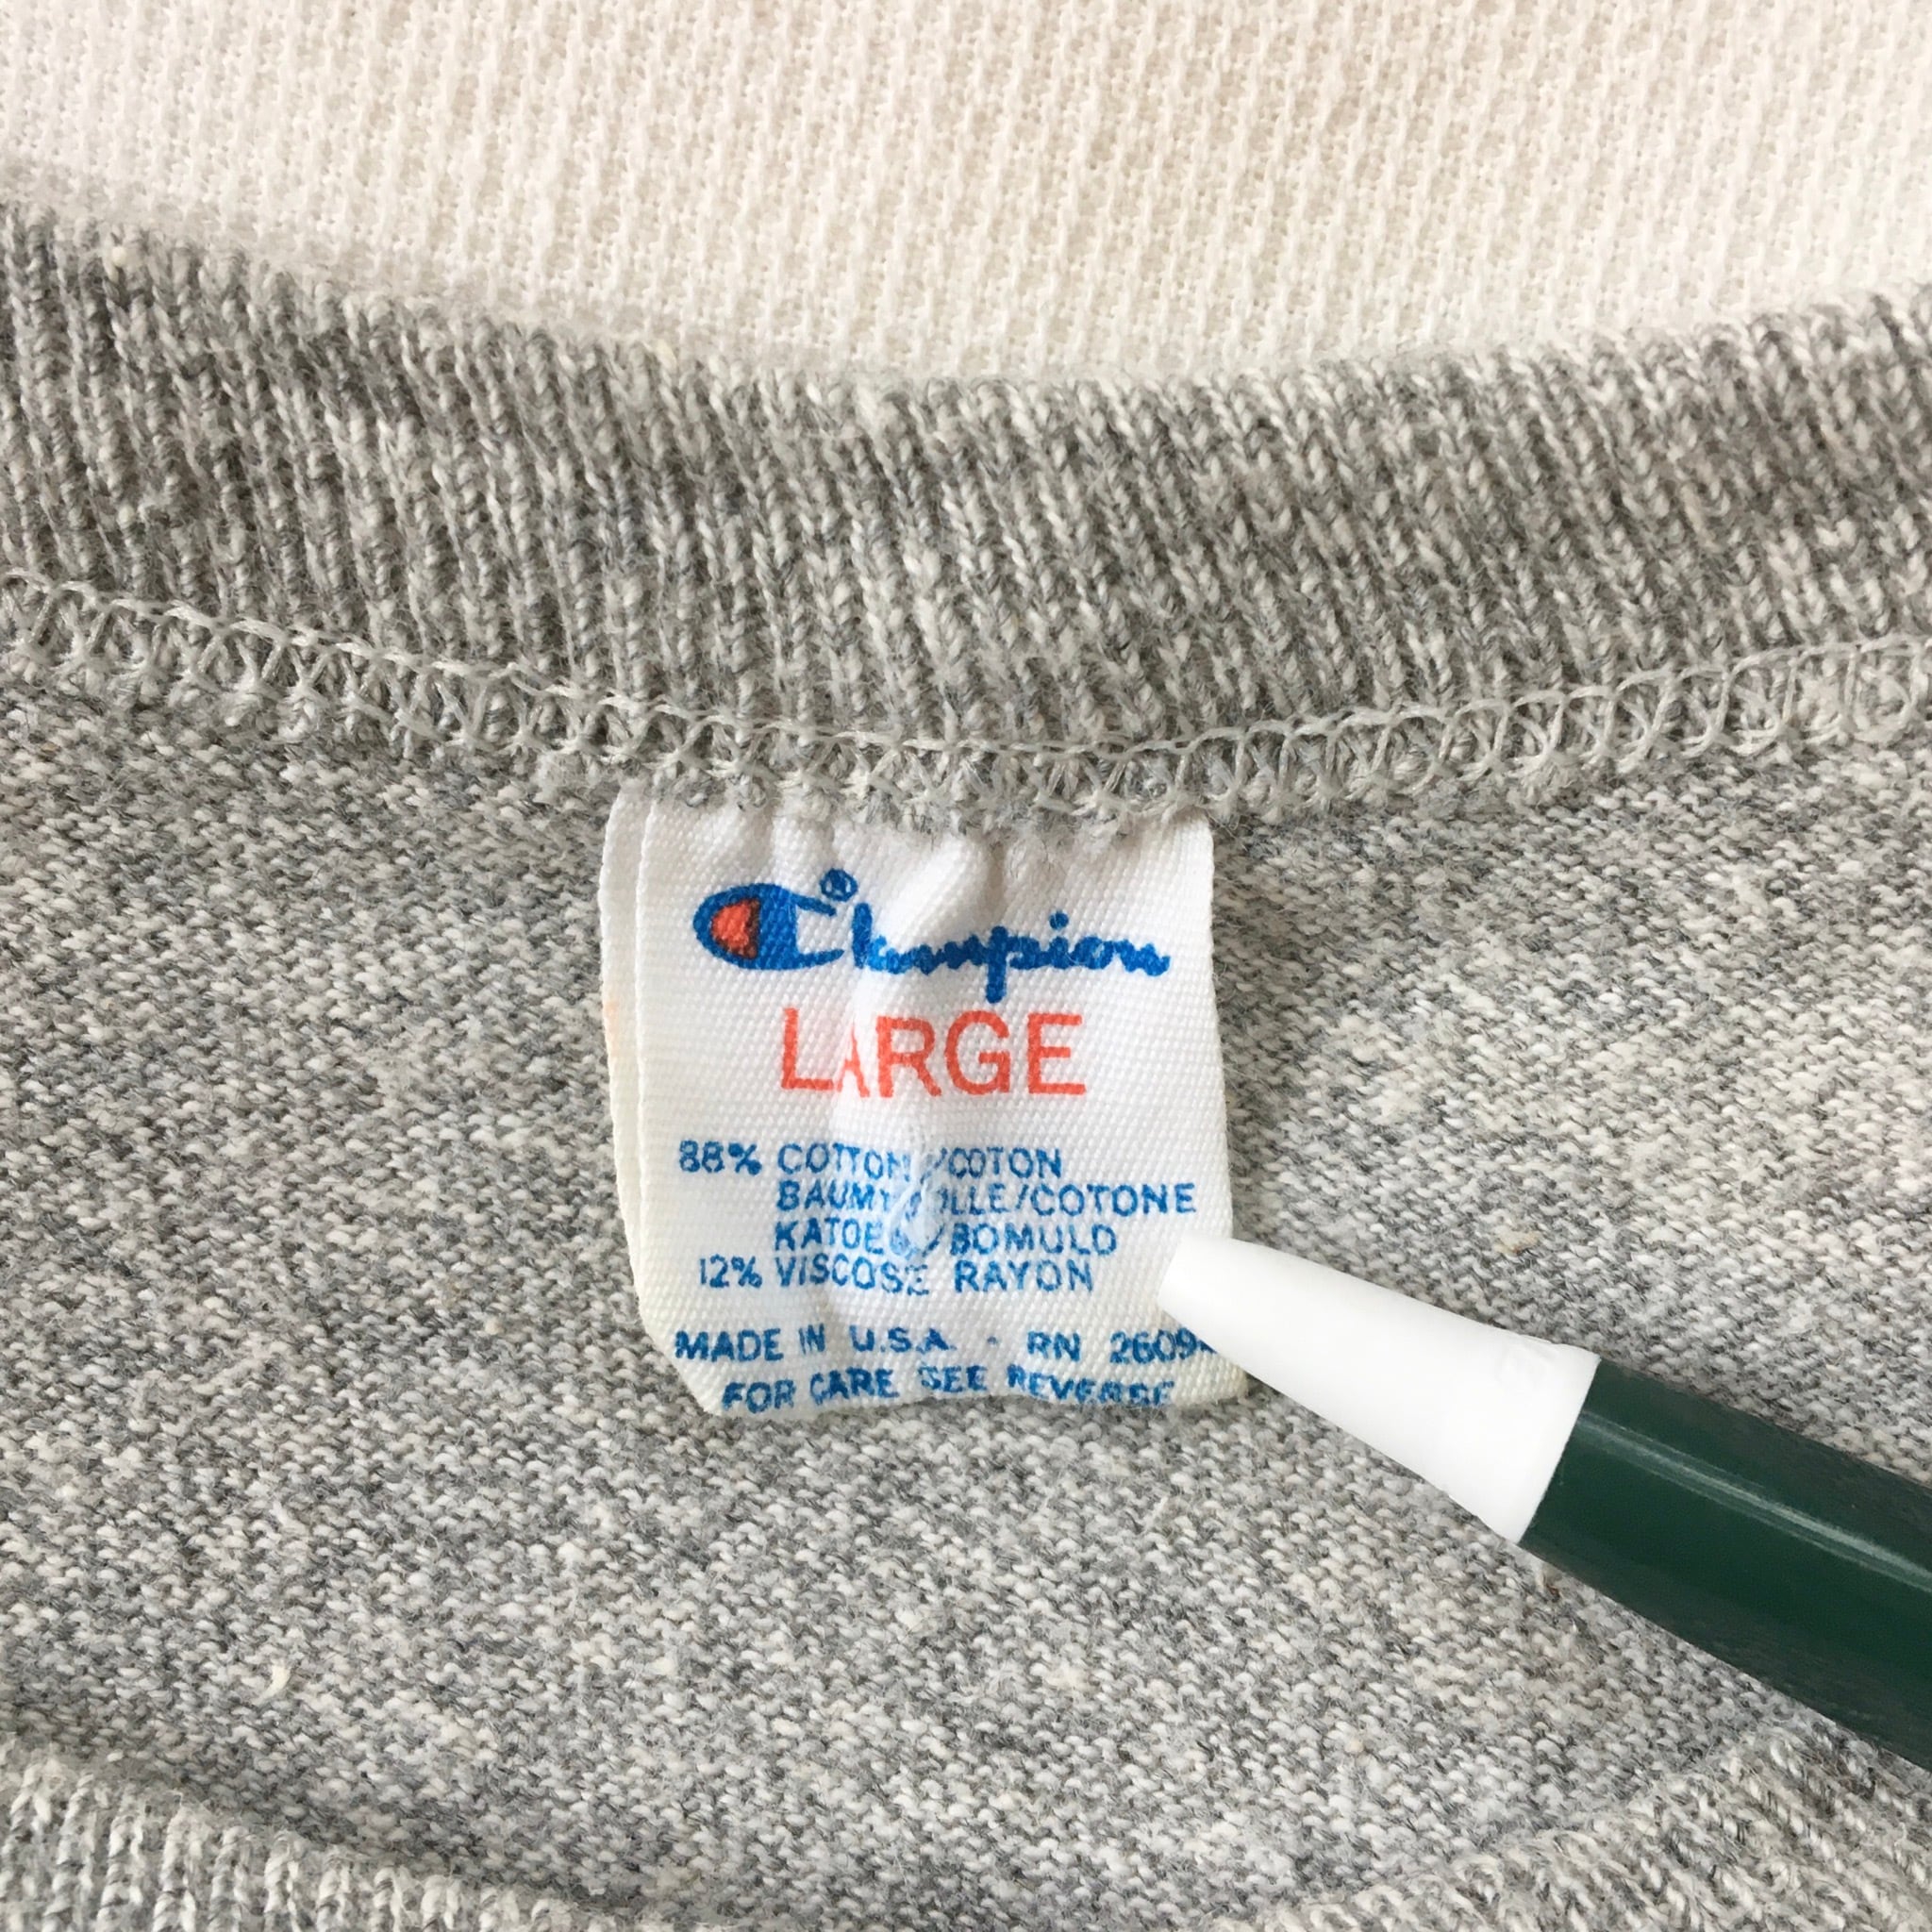 Champion®
LARGE
88% COTTON/COTON
BAUMWOLLE/COTONE
KATOEN/BOMULD
12% VISCOSE RAYON
MADE IN U.S.A. - RN
FOR CARE SEE REVERSE